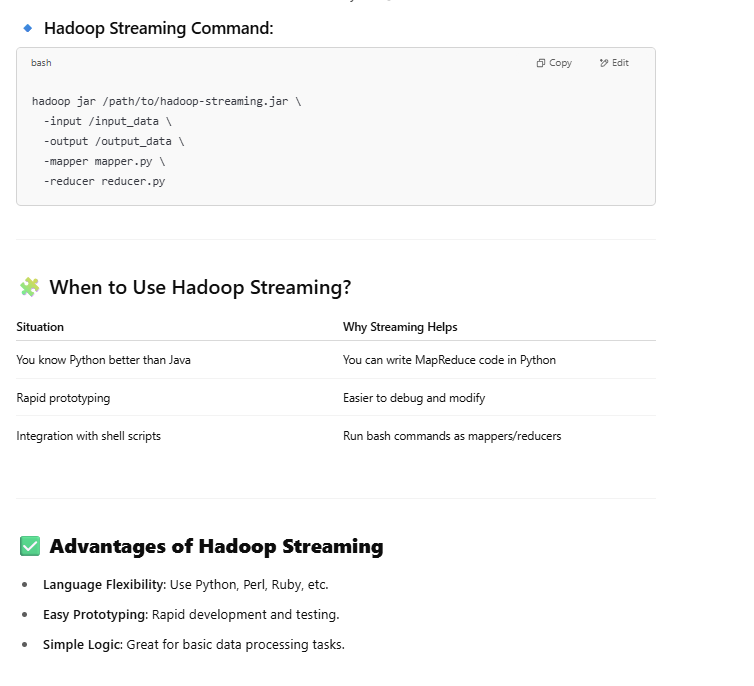 Hadoop Streaming Command:
bash
Copy
Edit
hadoop jar /path/to/hadoop-streaming.jar \
-input /input_data \
-output /output_data \
-mapper mapper.py \
-reducer reducer.py
When to Use Hadoop Streaming?
Situation Why Streaming Helps
You know Python better than Java You can write MapReduce code in Python
Rapid prototyping Easier to debug and modify
Integration with shell scripts Run bash commands as mappers/reducers
Advantages of Hadoop Streaming
Language Flexibility: Use Python, Perl, Ruby, etc.
Easy Prototyping: Rapid development and testing.
Simple Logic: Great for basic data processing tasks.